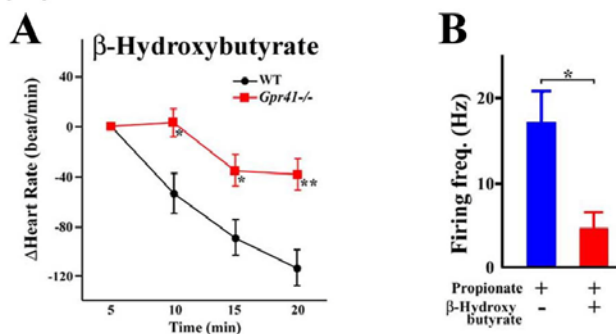 A
β-Hydroxybutyrate
WT
Gpr41-/-
ΔHeart Rate (beat/min)
40
0
-40
-80
-120
*
*
**
5
10
15
20
Time (min)
B
*
Firing freq. (Hz)
20
10
0
Propionate + +
β-Hydroxy - +
butyrate